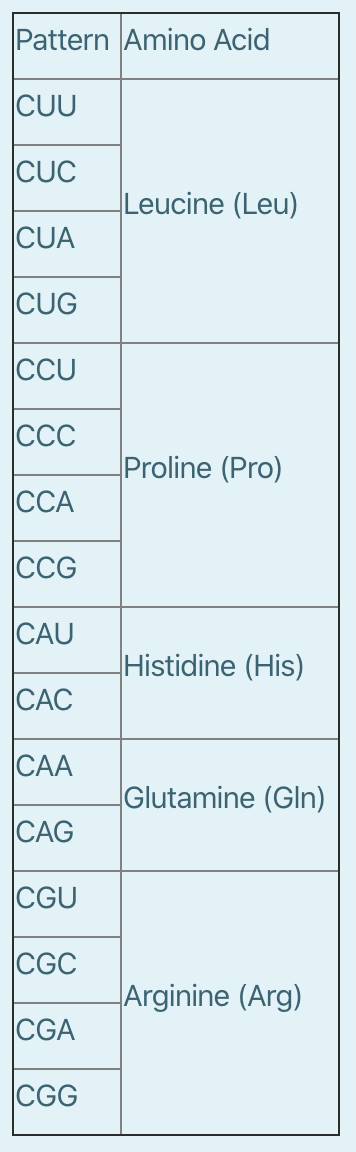 Pattern Amino Acid
CUU
CUC
Leucine (Leu)
CUA
CUG
CCU
CCC
Proline (Pro)
CCA
CCG
CAU
Histidine (His)
CAC
CAA
Glutamine (Gln)
CAG
CGU
CGC
Arginine (Arg)
CGA
CGG